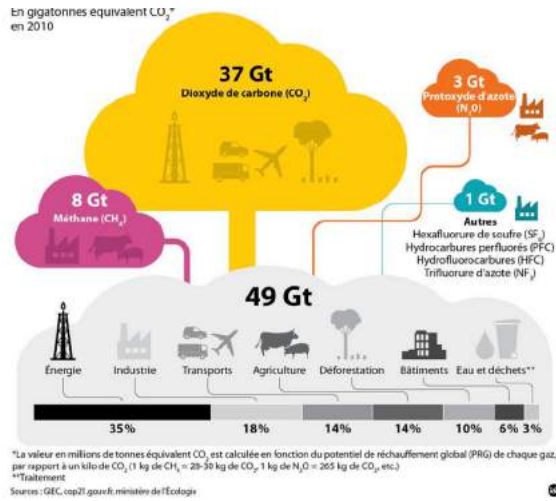 En gigatonnes équivalent CO₂*
en 2010
37 Gt
Dioxyde de carbone (CO₂)
3 Gt
Protoxyde d'azote
(N₂O)
8 Gt
Méthane (CH₄)
1 Gt
Autres
Hexafluorure de soufre (SF₆)
Hydrocarbures perfluorés (PFC)
Hydrofluorocarbures (HFC)
Trifluorure d'azote (NF₃)
49 Gt
Énergie Industrie Transports Agriculture Déforestation Bâtiments Eau et déchets**
35% 18% 14% 14% 10% 6% 3%
*La valeur en millions de tonnes équivalent CO₂ est calculée en fonction du potentiel de réchauffement global (PRG) de chaque gaz,
par rapport à un kilo de CO₂ (1 kg de CH₄ = 28-30 kg de CO₂, 1 kg de N₂O = 265 kg de CO₂, etc.)
**Traitement
Sources : GIEC, cop21.gouv.fr, ministère de l'Écologie